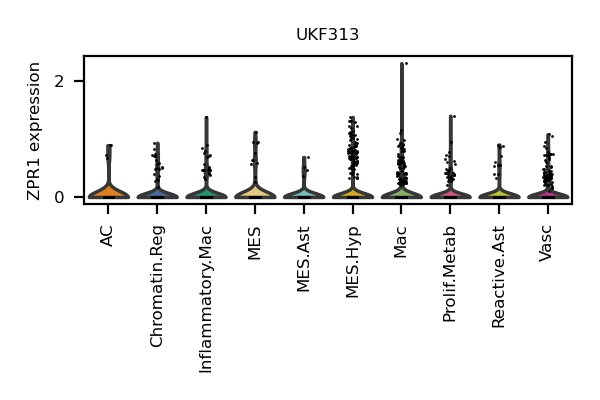 UKF313
ZPR1 expression
2
0
AC
Chromatin.Reg
Inflammatory.Mac
MES
MES.Ast
MES.Hyp
Mac
Prolif.Metab
Reactive.Ast
Vasc